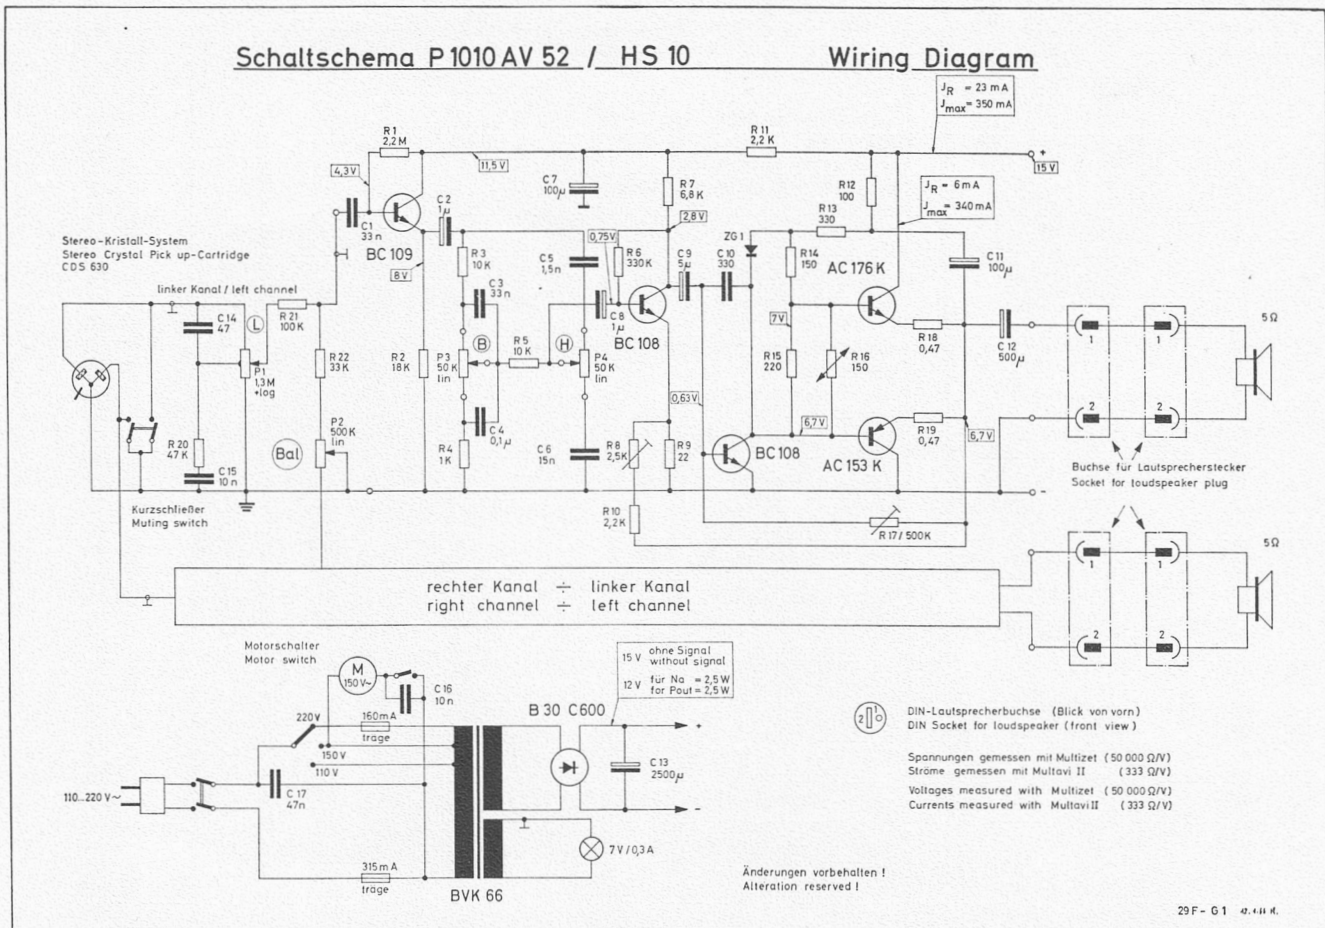 Schaltschema P 1010 AV 52 / HS 10 Wiring Diagram
J_R = 23 mA
J_max = 350 mA
R 1
2,2 M
R 11
2,2 K
4,3 V
11,5 V
+
15 V
C 7
100µ
R 7
6,8 K
R 12
100
J_R = 6 mA
J_max = 340 mA
C 2
1µ
2,8 V
R 13
330
C 1
33 n
BC 109
Stereo-Kristall-System
Stereo Crystal Pick up-Cartridge
CDS 630
0,75V
ZG 1
R 3
10 K
C 5
1,5n
R 6
330K
C 9
5µ
C 10
330
R 14
150
AC 176 K
C 11
100µ
8 V
linker Kanal / left channel
C 3
33n
C 14
47
L
R 21
100 K
C 8
1µ
BC 108
7 V
R 18
0,47
C 12
500µ
1
1
5 Ω
P1
1,3 M
+log
R 22
33 K
R 2
18 K
P 3
50 K
lin
B
R 5
10 K
H
P4
50 K
lin
R 15
220
R 16
150
0,63V
2
2
P2
500 K
lin
C 4
0,1µ
6,7 V
R 19
0,47
6,7 V
R 20
47 K
Bal
R 4
1 K
C 6
15n
R 8
2,5K
R 9
22
BC 108
AC 153 K
C 15
10 n
Buchse für Lautsprecherstecker
Socket for loudspeaker plug
-
Kurzschließer
Muting switch
R 10
2,2 K
R 17 / 500K
1
1
5 Ω
rechter Kanal ÷ linker Kanal
right channel ÷ left channel
2
2
Motorschalter
Motor switch
M
150 V~
C 16
10 n
15 V ohne Signal
without signal
12 V für Na = 2,5 W
for Pout = 2,5 W
220 V
160 mA
träge
B 30 C 600
+
150 V
110 V
C 13
2500µ
2 1
DIN-Lautsprecherbuchse (Blick von vorn)
DIN Socket for loudspeaker (front view)
110...220 V ~
C 17
47n
-
Spannungen gemessen mit Multizet (50 000 Ω/V)
Ströme gemessen mit Multavi II (333 Ω/V)
Voltages measured with Multizet (50 000 Ω/V)
Currents measured with Multavi II (333 Ω/V)
7 V / 0,3 A
315 mA
träge
BVK 66
Änderungen vorbehalten !
Alteration reserved !
29 F - G 1